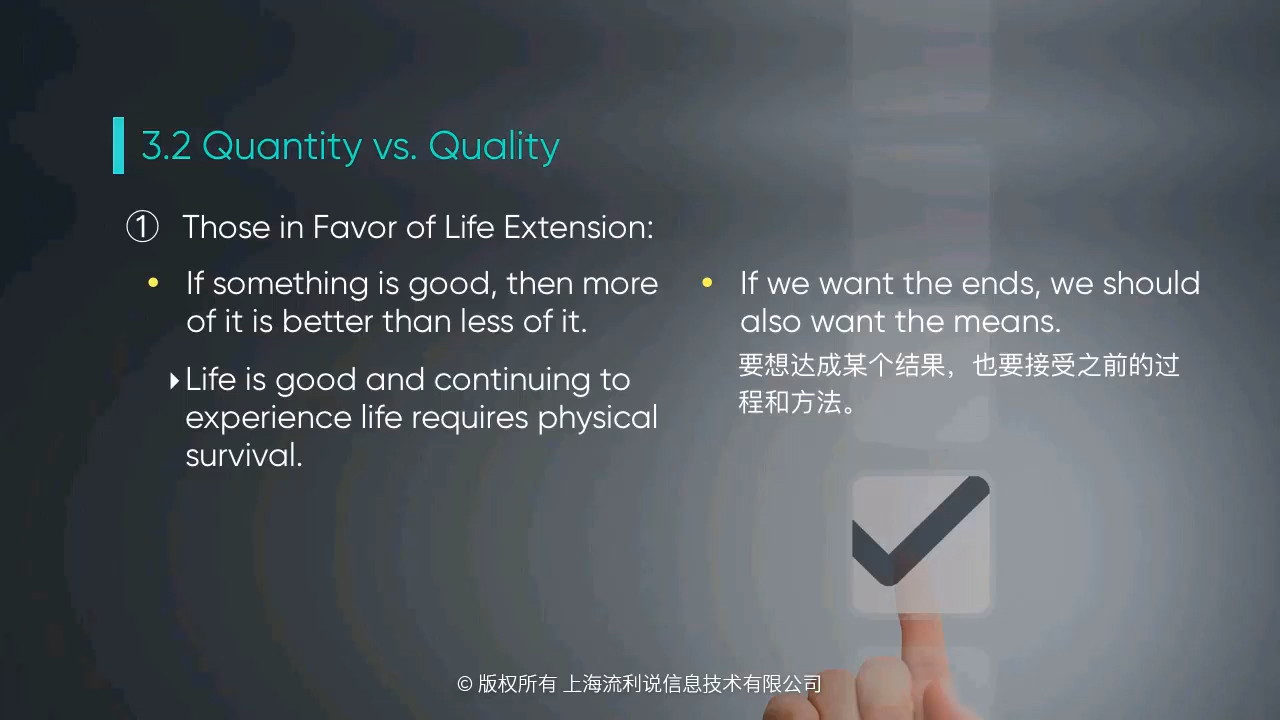 3.2 Quantity vs. Quality
① Those in Favor of Life Extension:
• If something is good, then more
of it is better than less of it.
Life is good and continuing to
experience life requires physical
survival.
• If we want the ends, we should
also want the means.
要想达成某个结果，也要接受之前的过
程和方法。
© 版权所有 上海流利说信息技术有限公司